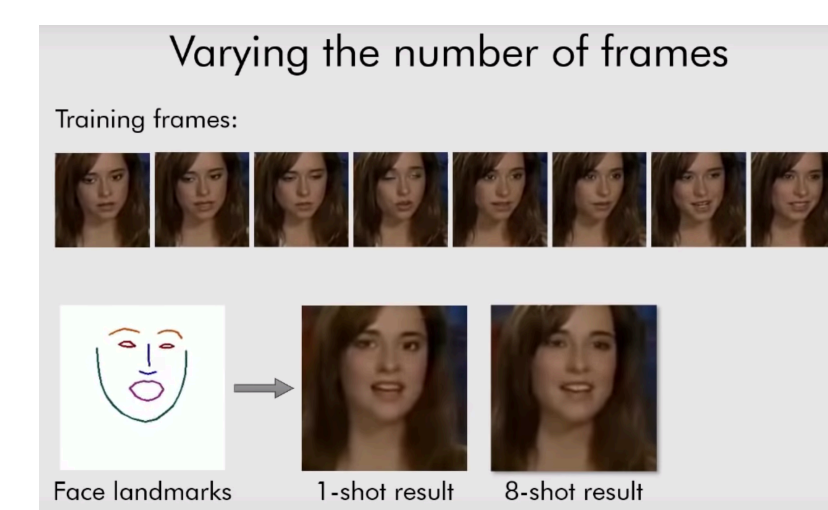 Varying the number of frames
Training frames:
Face landmarks
1-shot result
8-shot result